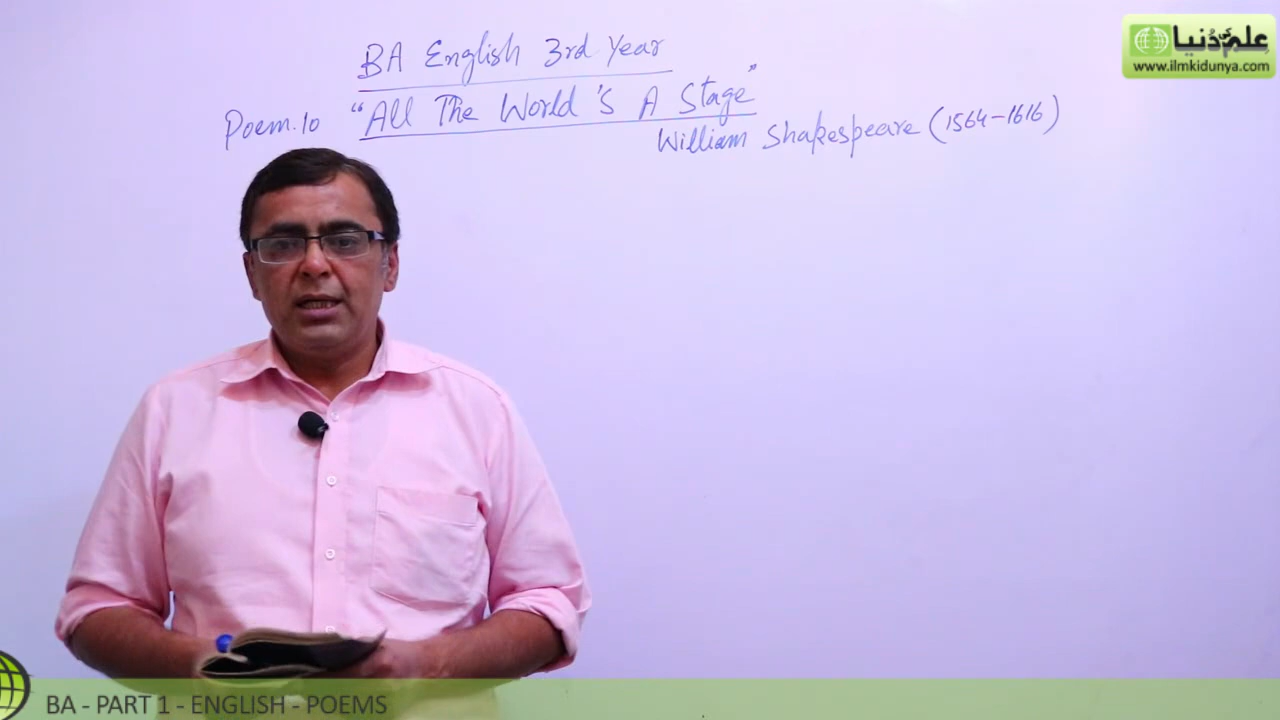 BA English 3rd Year
Poem.10 "All The World's A Stage"
William Shakespeare (1564-1616)
علم کی دُنیا
www.ilmkidunya.com
BA - PART 1 - ENGLISH - POEMS